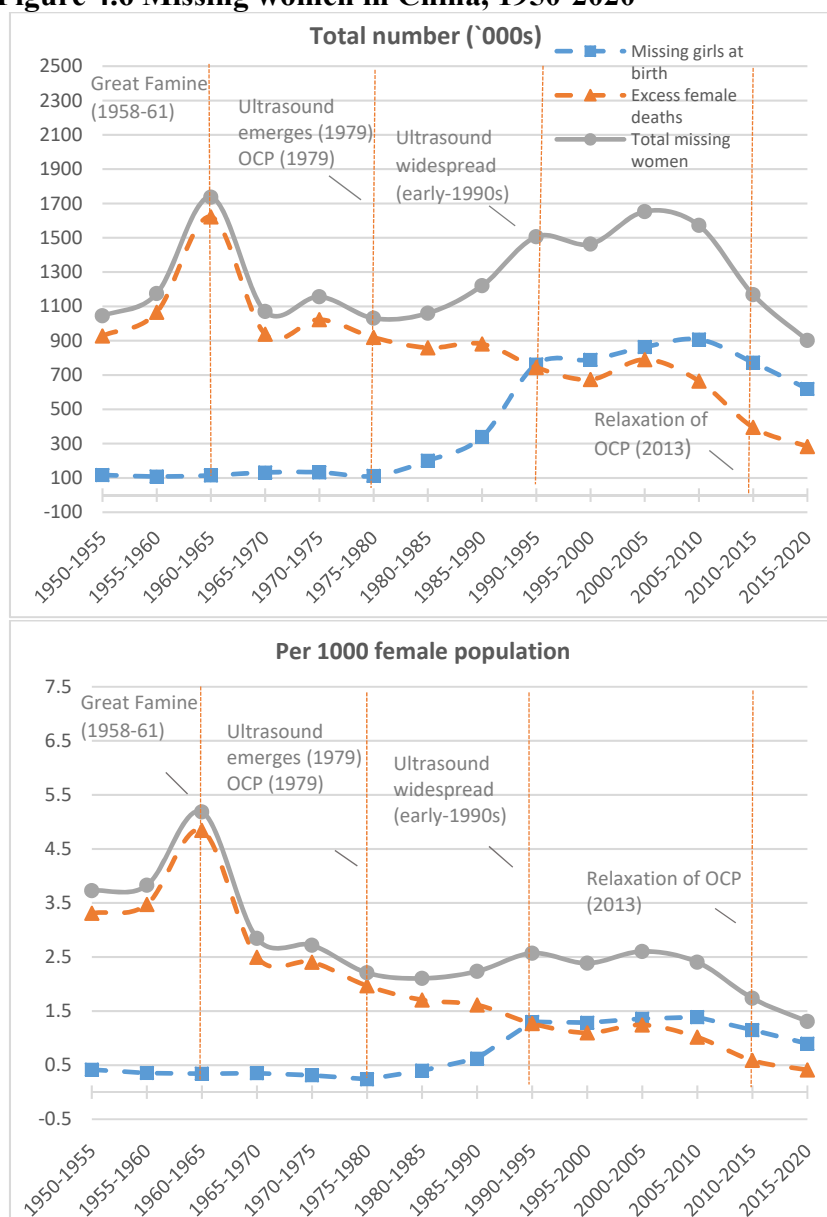 Figure 4.6 Missing women in China, 1950-2020
Total number (`000s)
Missing girls at
birth
Excess female
deaths
Total missing
women
Great Famine
(1958-61)
Ultrasound
emerges (1979)
OCP (1979)
Ultrasound
widespread
(early-1990s)
Relaxation of
OCP (2013)
2500
2300
2100
1900
1700
1500
1300
1100
900
700
500
300
100
-100
1950-1955
1955-1960
1960-1965
1965-1970
1970-1975
1975-1980
1980-1985
1985-1990
1990-1995
1995-2000
2000-2005
2005-2010
2010-2015
2015-2020
Per 1000 female population
Great Famine
(1958-61)
Ultrasound
emerges (1979)
OCP (1979)
Ultrasound
widespread
(early-1990s)
Relaxation of OCP
(2013)
7.5
6.5
5.5
4.5
3.5
2.5
1.5
0.5
-0.5
1950-1955
1955-1960
1960-1965
1965-1970
1970-1975
1975-1980
1980-1985
1985-1990
1990-1995
1995-2000
2000-2005
2005-2010
2010-2015
2015-2020